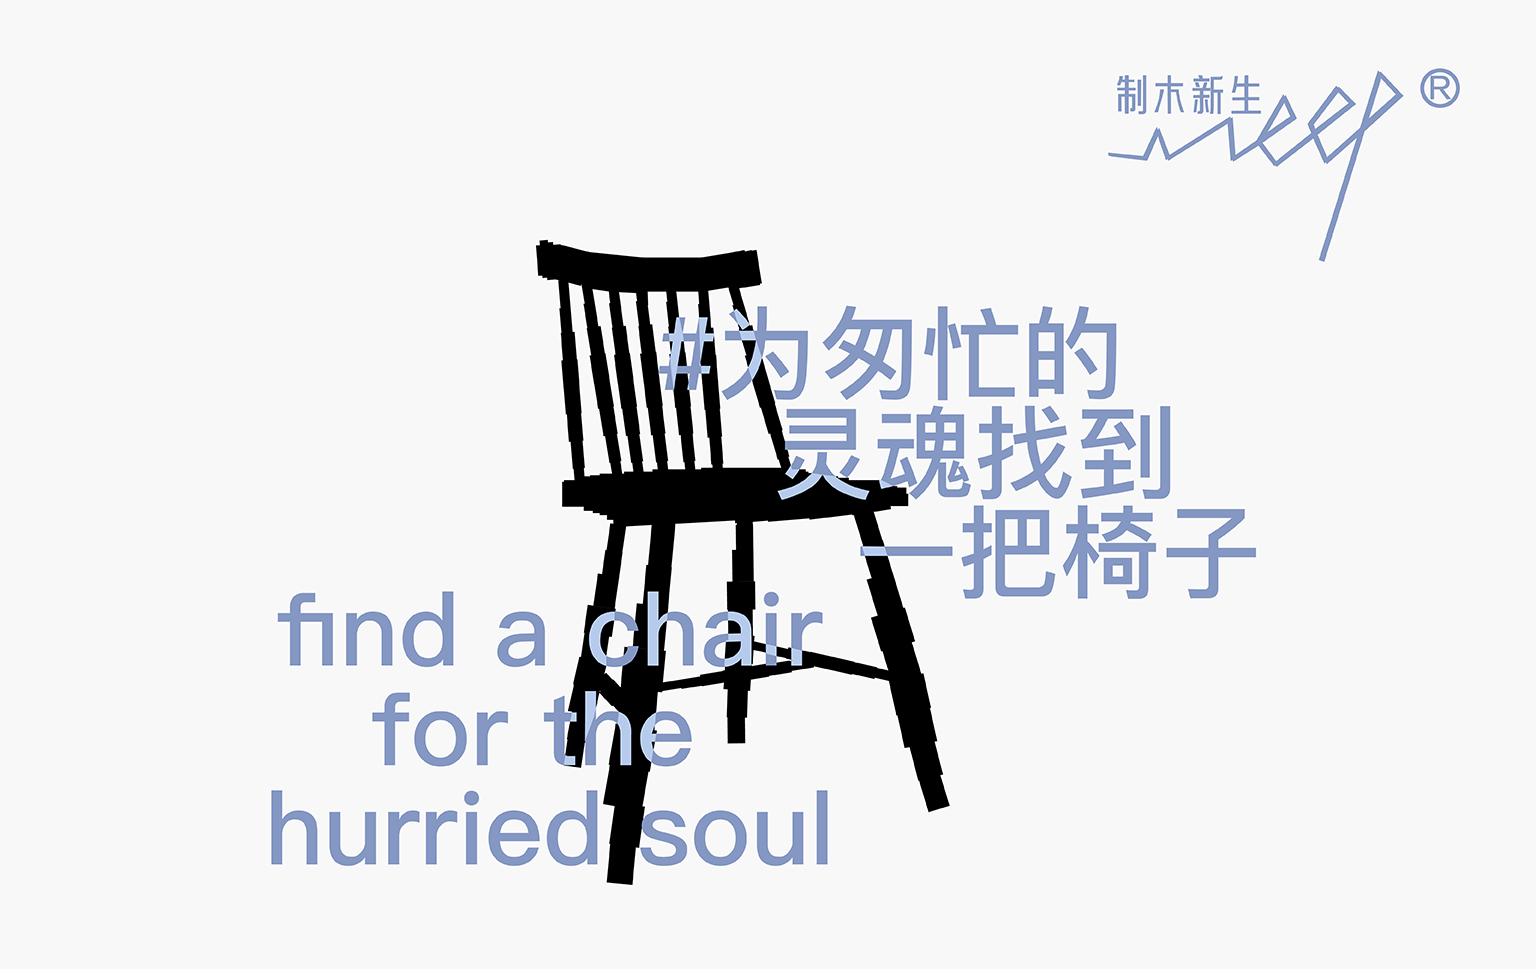 制木新生
meep®
#为匆忙的
灵魂找到
一把椅子
find a chair
for the
hurried soul